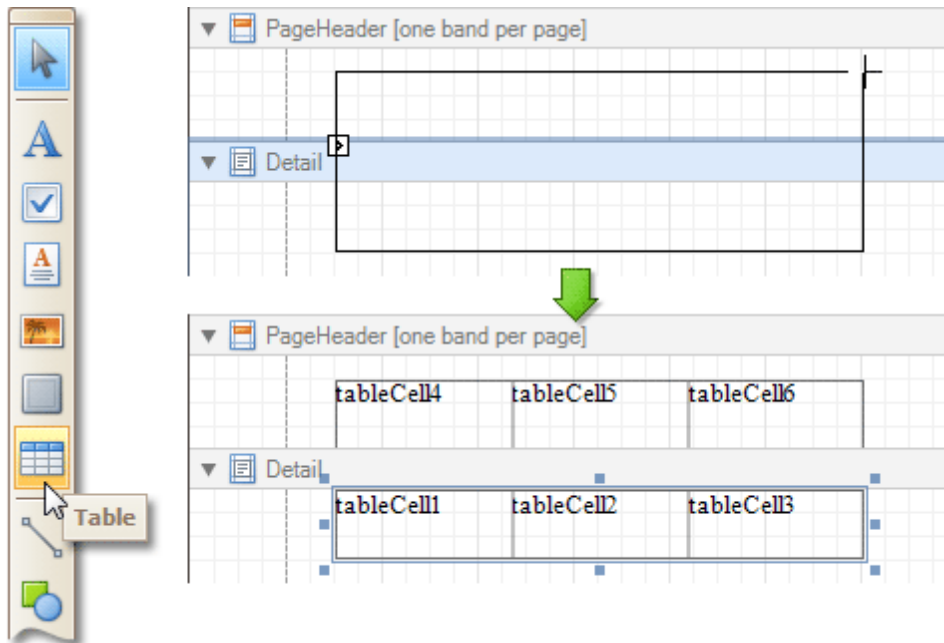 PageHeader [one band per page]
Detail
PageHeader [one band per page]
tableCell4 tableCell5 tableCell6
Detail
tableCell1 tableCell2 tableCell3
A
A
Table